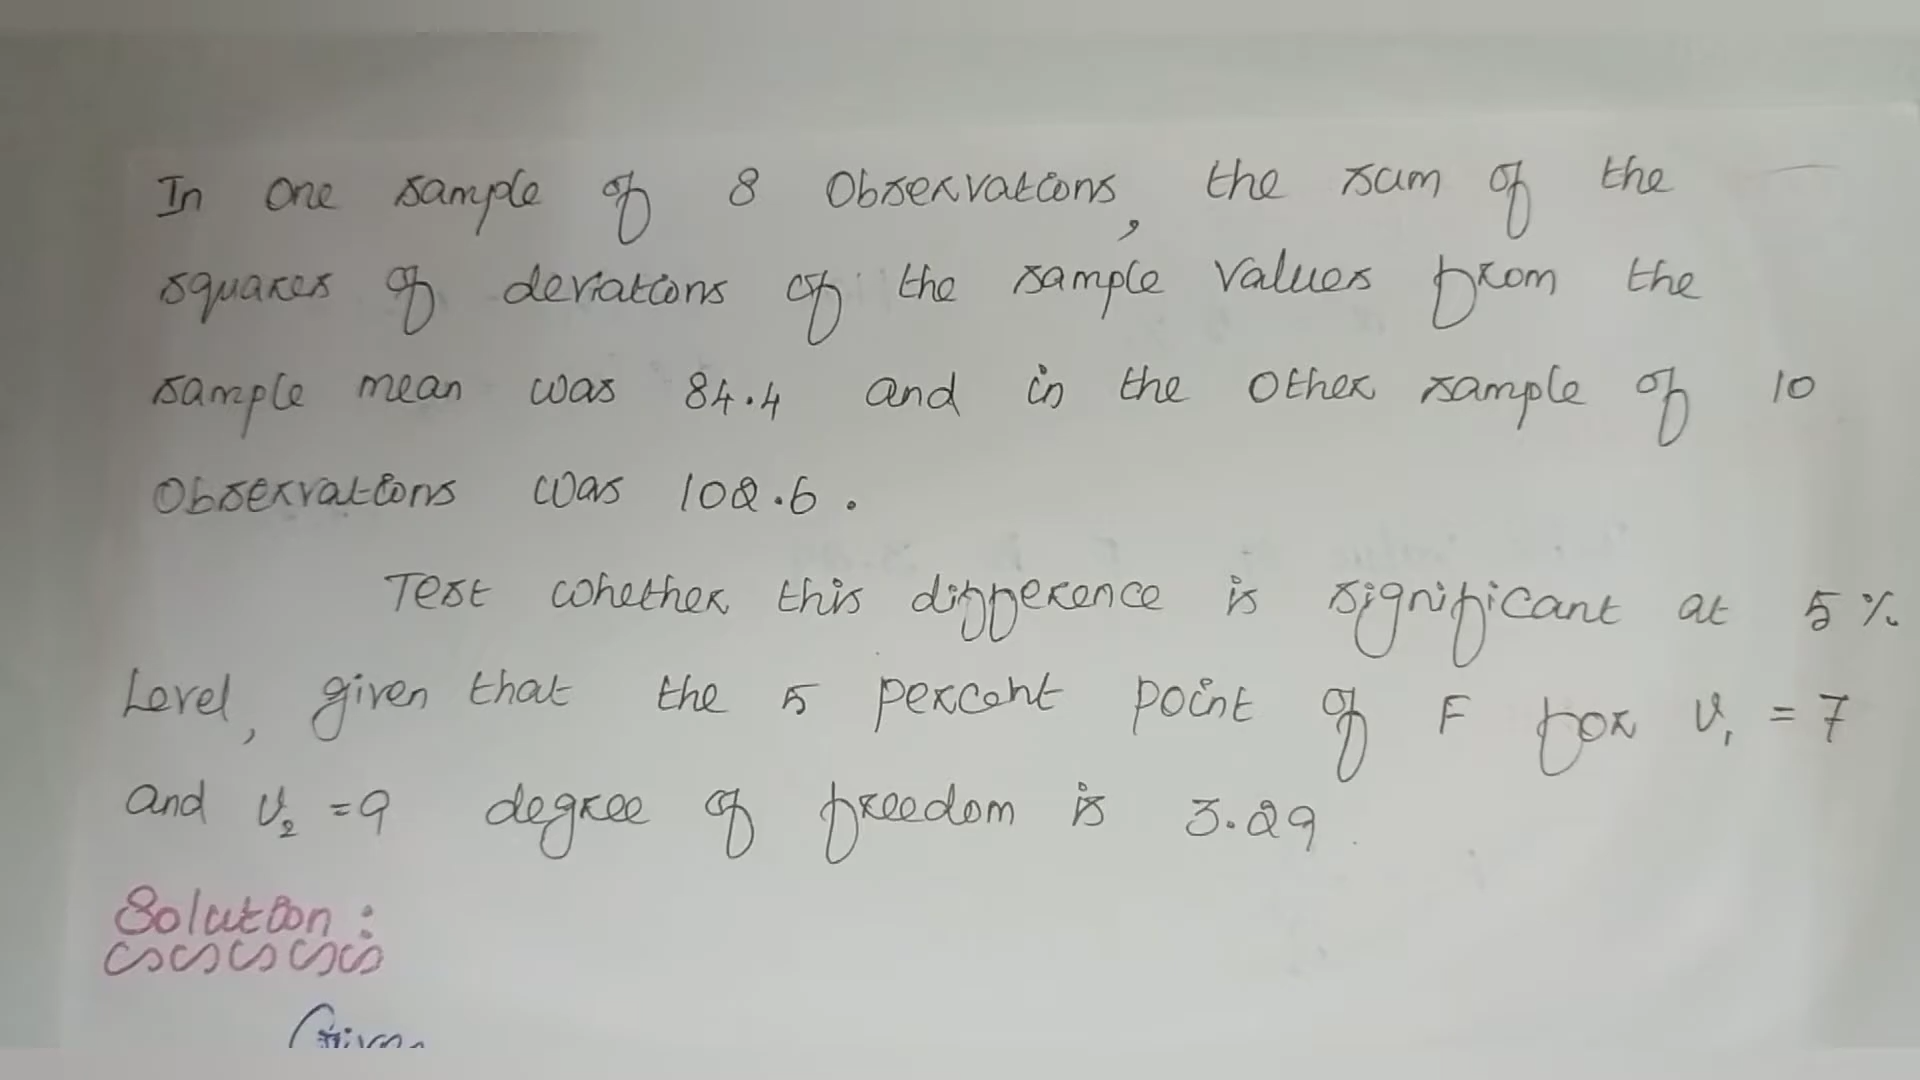 In one sample of 8 Observations, the sum of the
squares of deviations of the sample values from the
sample mean was 84.4 and in the other sample of 10
Observations was 102.6.
Test whether this difference is significant at 5%
Level, given that the 5 percent point of F for ν₁ = 7
and ν₂ = 9 degree of freedom is 3.29.
Solution:
Given